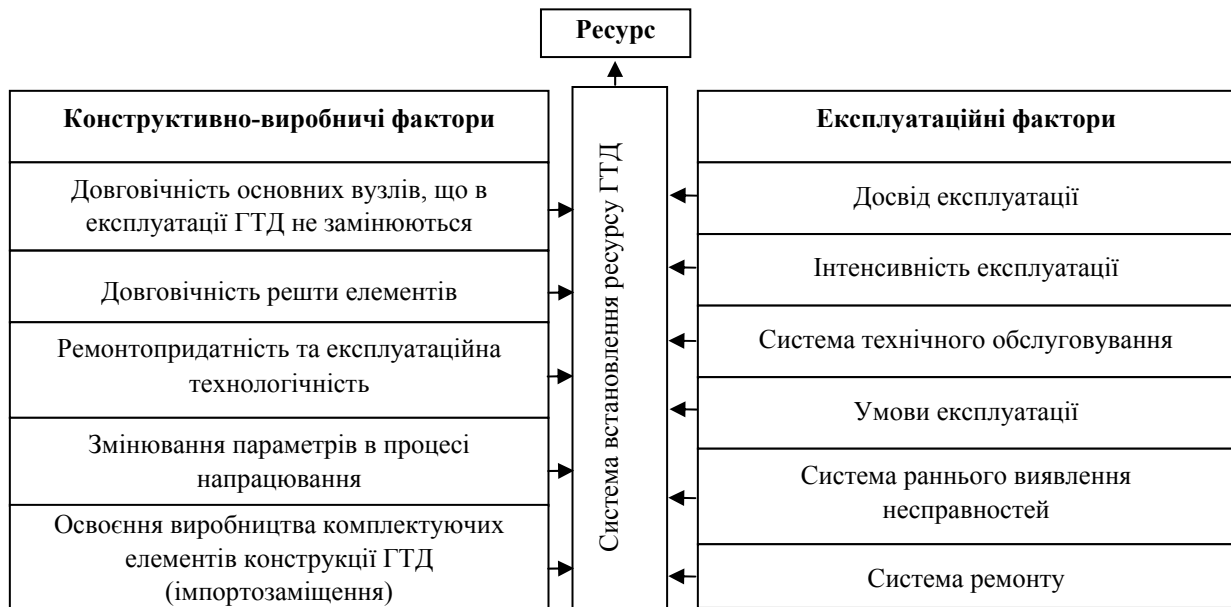 Ресурс
Конструктивно-виробничі фактори
Довговічність основних вузлів, що в
експлуатації ГТД не замінюються
Довговічність решти елементів
Ремонтопридатність та експлуатаційна
технологічність
Змінювання параметрів в процесі
напрацювання
Освоєння виробництва комплектуючих
елементів конструкції ГТД
(імпортозаміщення)
Система встановлення ресурсу ГТД
Експлуатаційні фактори
Досвід експлуатації
Інтенсивність експлуатації
Система технічного обслуговування
Умови експлуатації
Система раннього виявлення
несправностей
Система ремонту